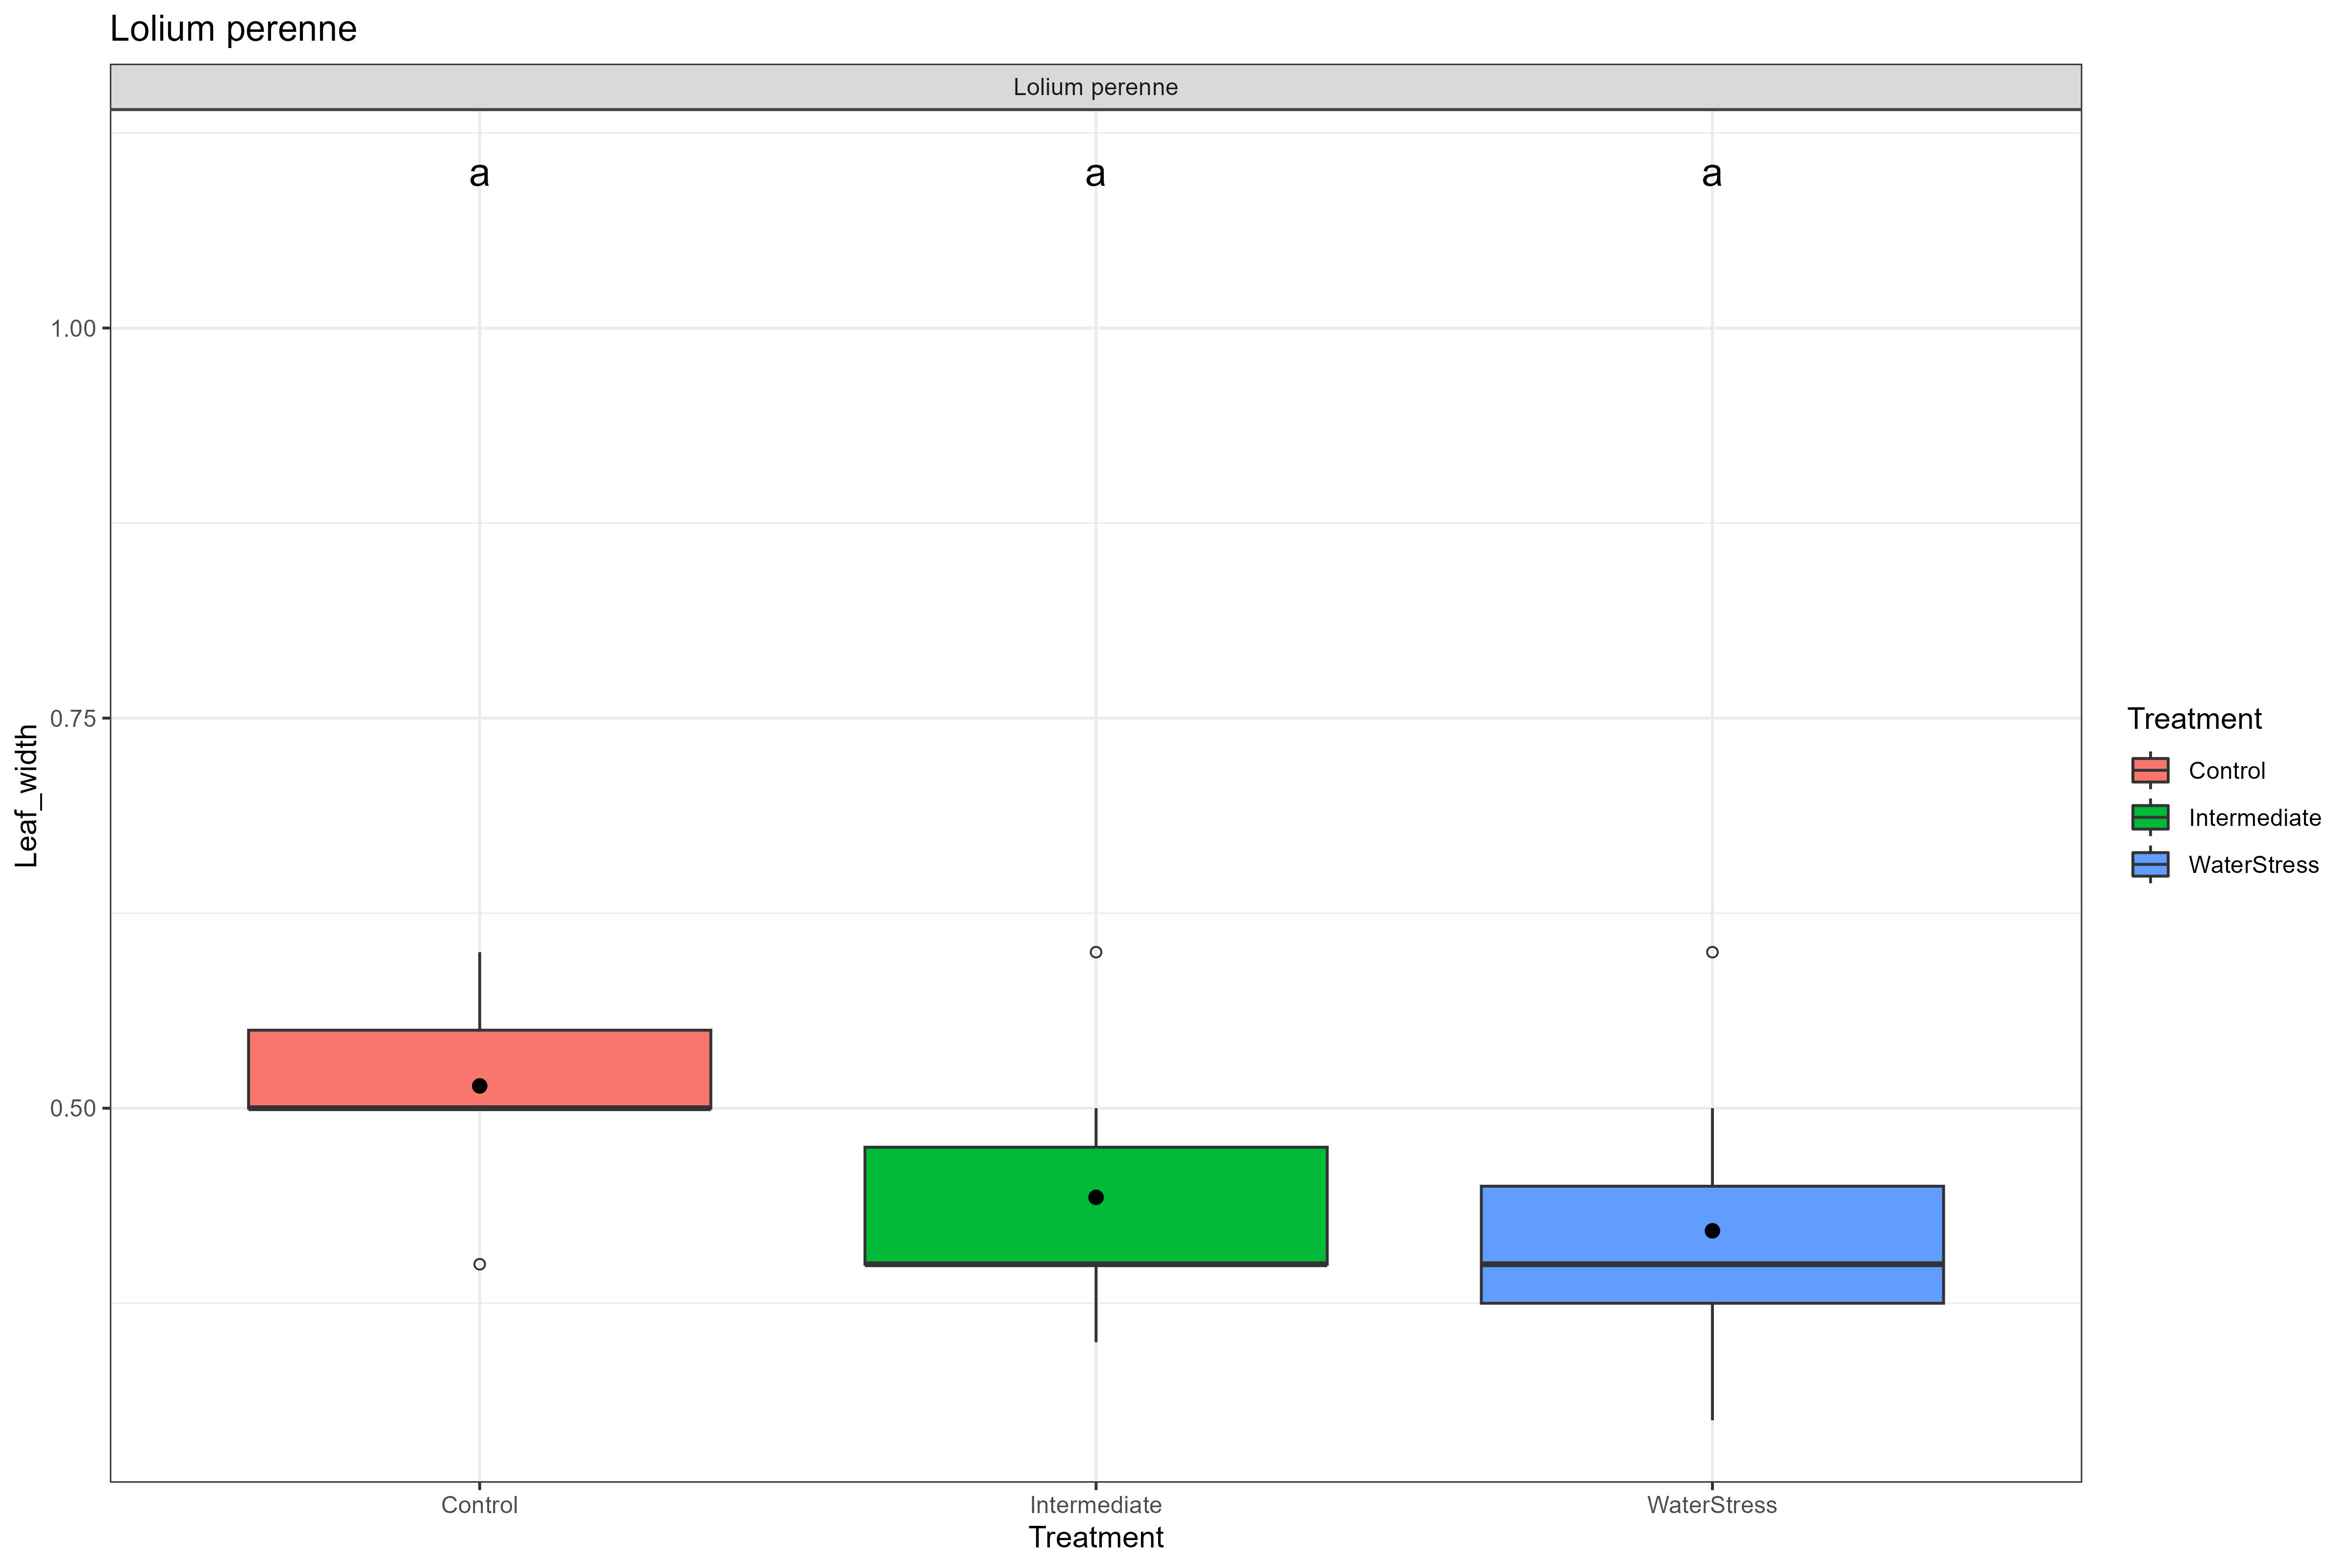 Lolium perenne
Lolium perenne
a a a
1.00
0.75
0.50
Leaf_width
Control Intermediate WaterStress
Treatment
Treatment
Control
Intermediate
WaterStress